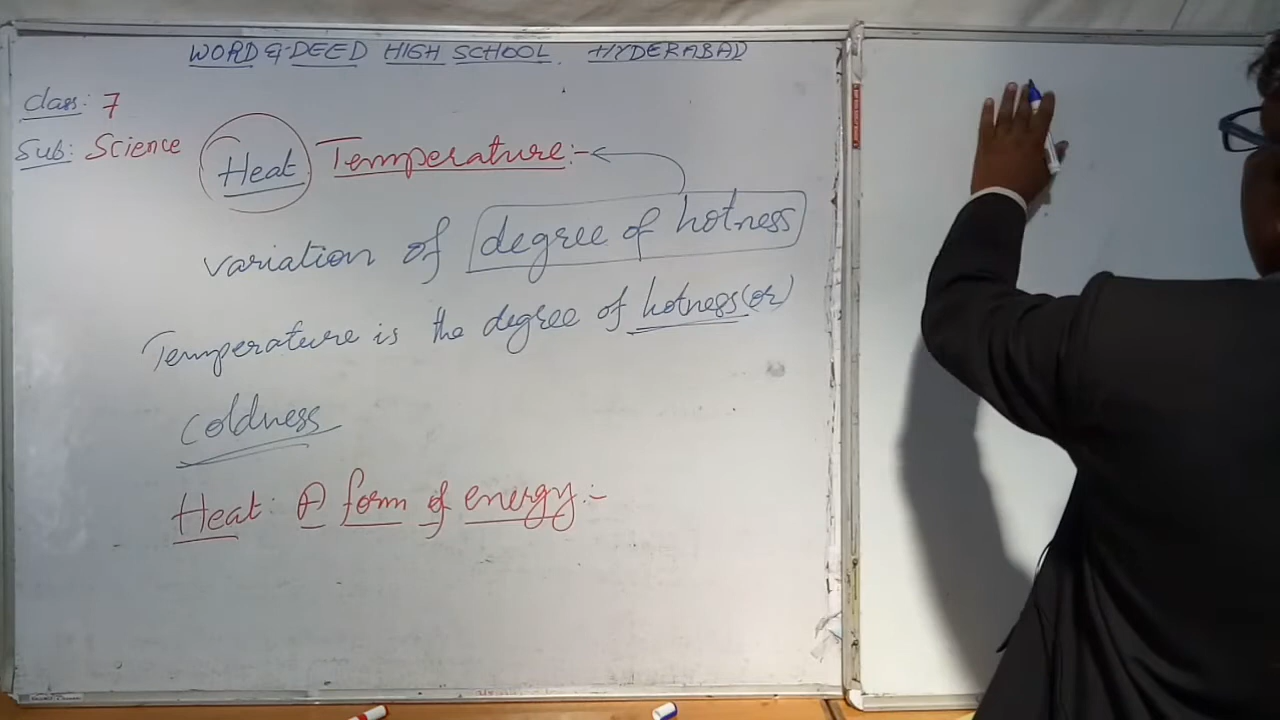 WORD & DEED HIGH SCHOOL. HYDERABAD
Class: 7
Sub: Science
Heat Temperature:-
variation of degree of hotness
Temperature is the degree of hotness (or)
coldness
Heat: A form of energy:-